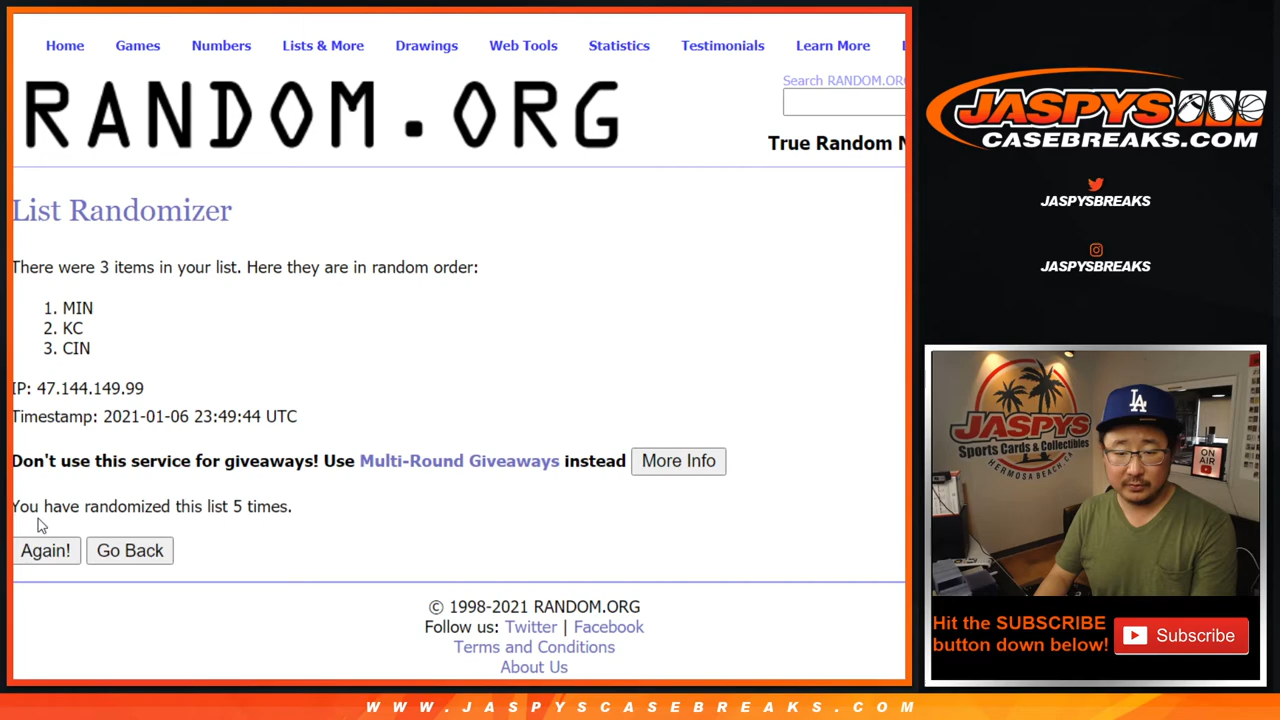 Home Games Numbers Lists & More Drawings Web Tools Statistics Testimonials Learn More
RANDOM.ORG
Search RANDOM.ORG
True Random N
List Randomizer
There were 3 items in your list. Here they are in random order:
1. MIN
2. KC
3. CIN
IP: 47.144.149.99
Timestamp: 2021-01-06 23:49:44 UTC
Don't use this service for giveaways! Use Multi-Round Giveaways instead More Info
You have randomized this list 5 times.
Again! Go Back
© 1998-2021 RANDOM.ORG
Follow us: Twitter | Facebook
Terms and Conditions
About Us
JASPYS
CASEBREAKS.COM
JASPYSBREAKS
JASPYSBREAKS
JASPYS
Sports Cards & Collectibles
HERMOSA BEACH, CA
LA
ON
AIR
Hit the SUBSCRIBE
button down below!
Subscribe
WWW.JASPYSCASEBREAKS.COM